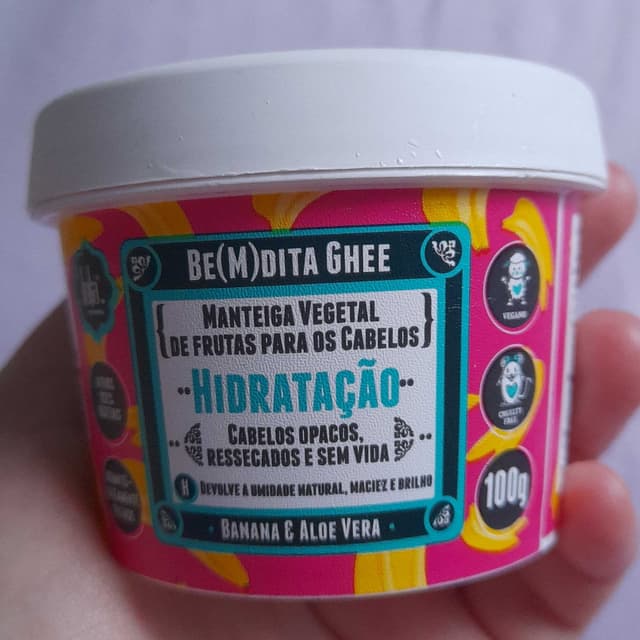 Be(m)dita Ghee
Manteiga Vegetal
de frutas para os Cabelos
Hidratação
Cabelos opacos,
ressecados e sem vida
H Devolve a umidade natural, maciez e brilho
Banana & Aloe Vera
Vegano
Cruelty
Free
100g